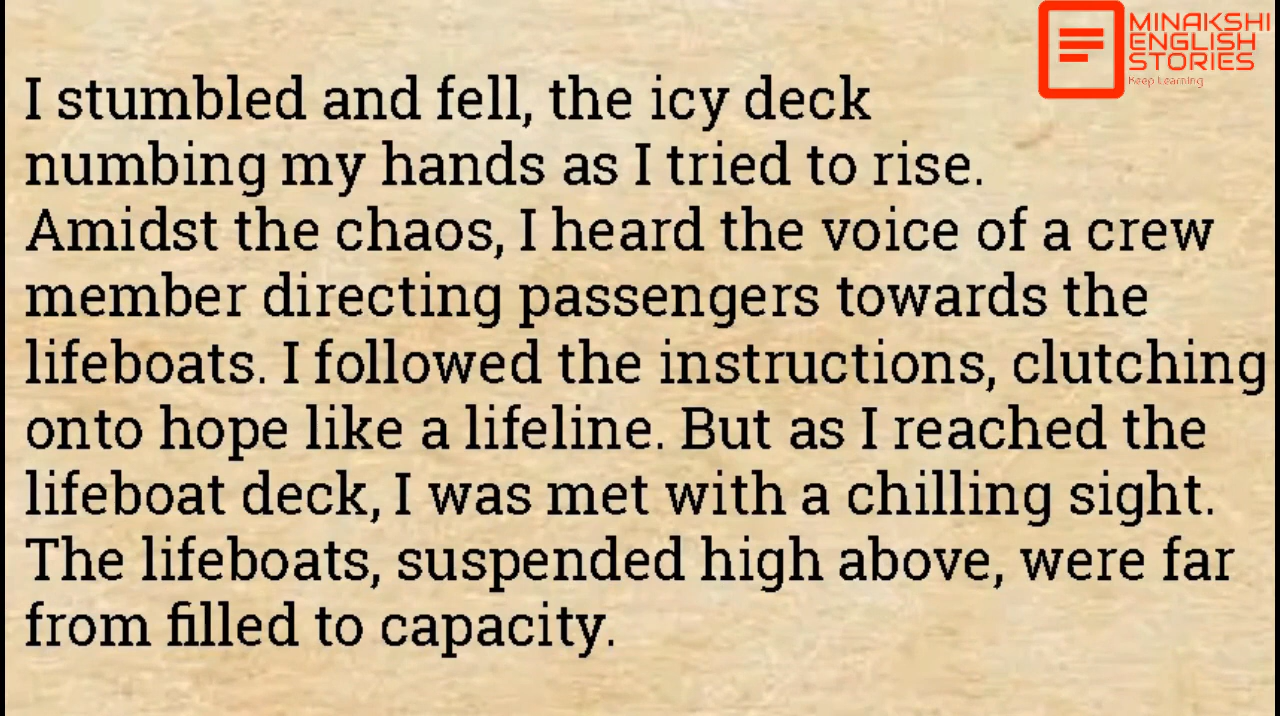 MINAKSHI
ENGLISH
STORIES
Keep Learning
I stumbled and fell, the icy deck
numbing my hands as I tried to rise.
Amidst the chaos, I heard the voice of a crew
member directing passengers towards the
lifeboats. I followed the instructions, clutching
onto hope like a lifeline. But as I reached the
lifeboat deck, I was met with a chilling sight.
The lifeboats, suspended high above, were far
from filled to capacity.